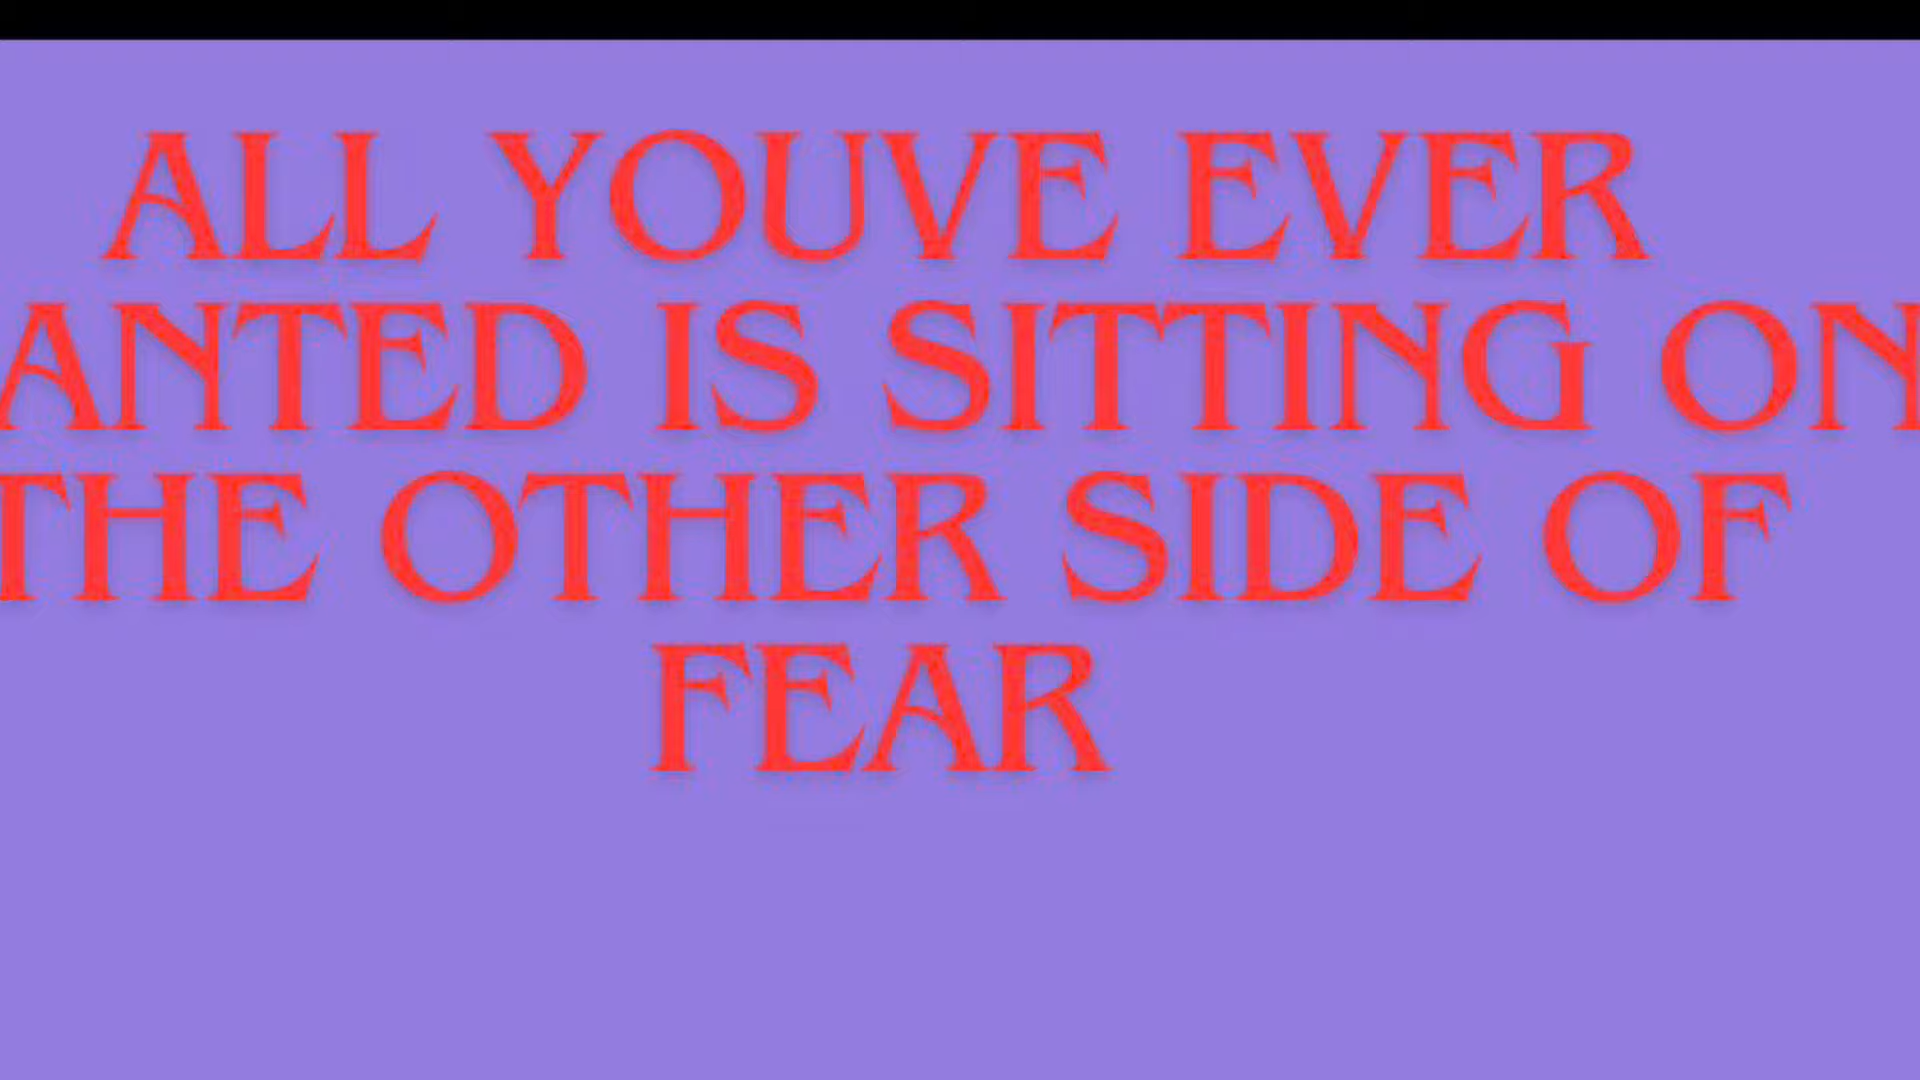 ALL YOUVE EVER
ANTED IS SITTING ON
THE OTHER SIDE OF
FEAR